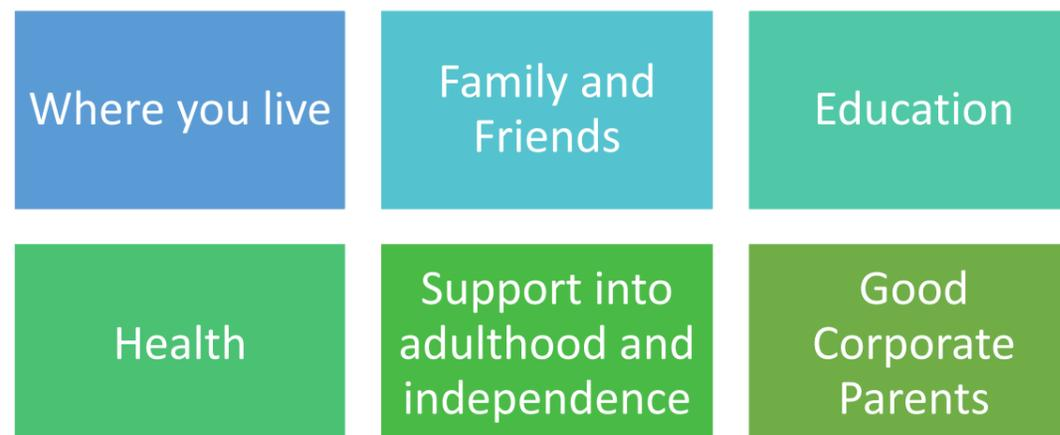 Where you live
Family and
Friends
Education
Health
Support into
adulthood and
independence
Good
Corporate
Parents